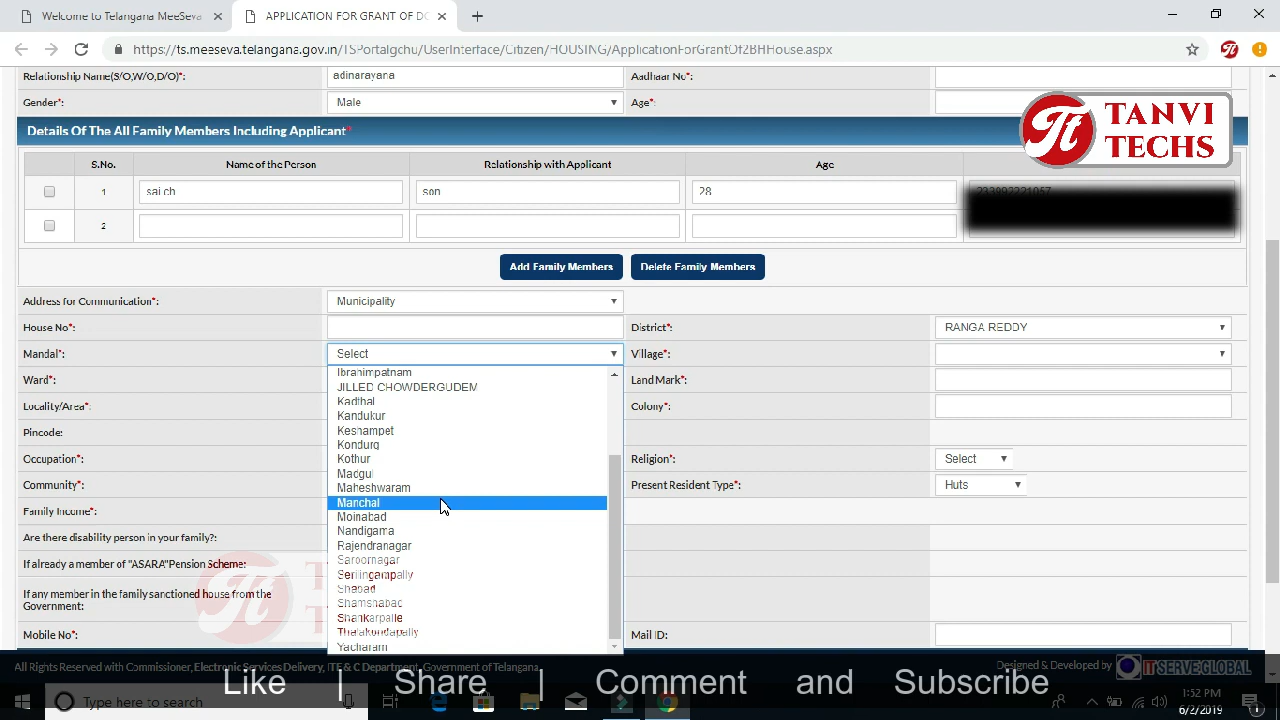 Welcome to Telangana MeeSeva
APPLICATION FOR GRANT OF DO
https://ts.meeseva.telangana.gov.in/TSPortalgchu/UserInterface/Citizen/HOUSING/ApplicationForGrantOf2BHHouse.aspx
Relationship Name(S/O,W/O,D/O)*: adinarayana Aadhaar No*:
Gender*: Male Age*:
TANVI
TECHS
Details Of The All Family Members Including Applicant*
S.No. Name of the Person Relationship with Applicant Age
1 sai ch son 28
2
Add Family Members Delete Family Members
Address for Communication*: Municipality
House No*: District*: RANGA REDDY
Mandal*: Select Village*:
Ward*: Land Mark*:
Locality/Area*: Colony*:
Pincode:
Occupation*: Religion*: Select
Community*: Present Resident Type*: Huts
Family Income*:
Are there disability person in your family?:
If already a member of "ASARA"Pension Scheme:
If any member in the family sanctioned house from the
Government:
Mobile No*: Mail ID:
Ibrahimpatnam
JILLED CHOWDERGUDEM
Kadthal
Kandukur
Keshampet
Kondurg
Kothur
Madgul
Maheshwaram
Manchal
Moinabad
Nandigama
Rajendranagar
Saroornagar
Serilingampally
Shabad
Shamshabad
Shankarpalle
Thalakondapally
Yacharam
All Rights Reserved with Commissioner, Electronic Services Delivery, IT E & C Department, Government of Telangana
Designed & Developed by ITSERVEGLOBAL
Like | Share | Comment and Subscribe
Type here to search
1:52 PM
6/2/2019